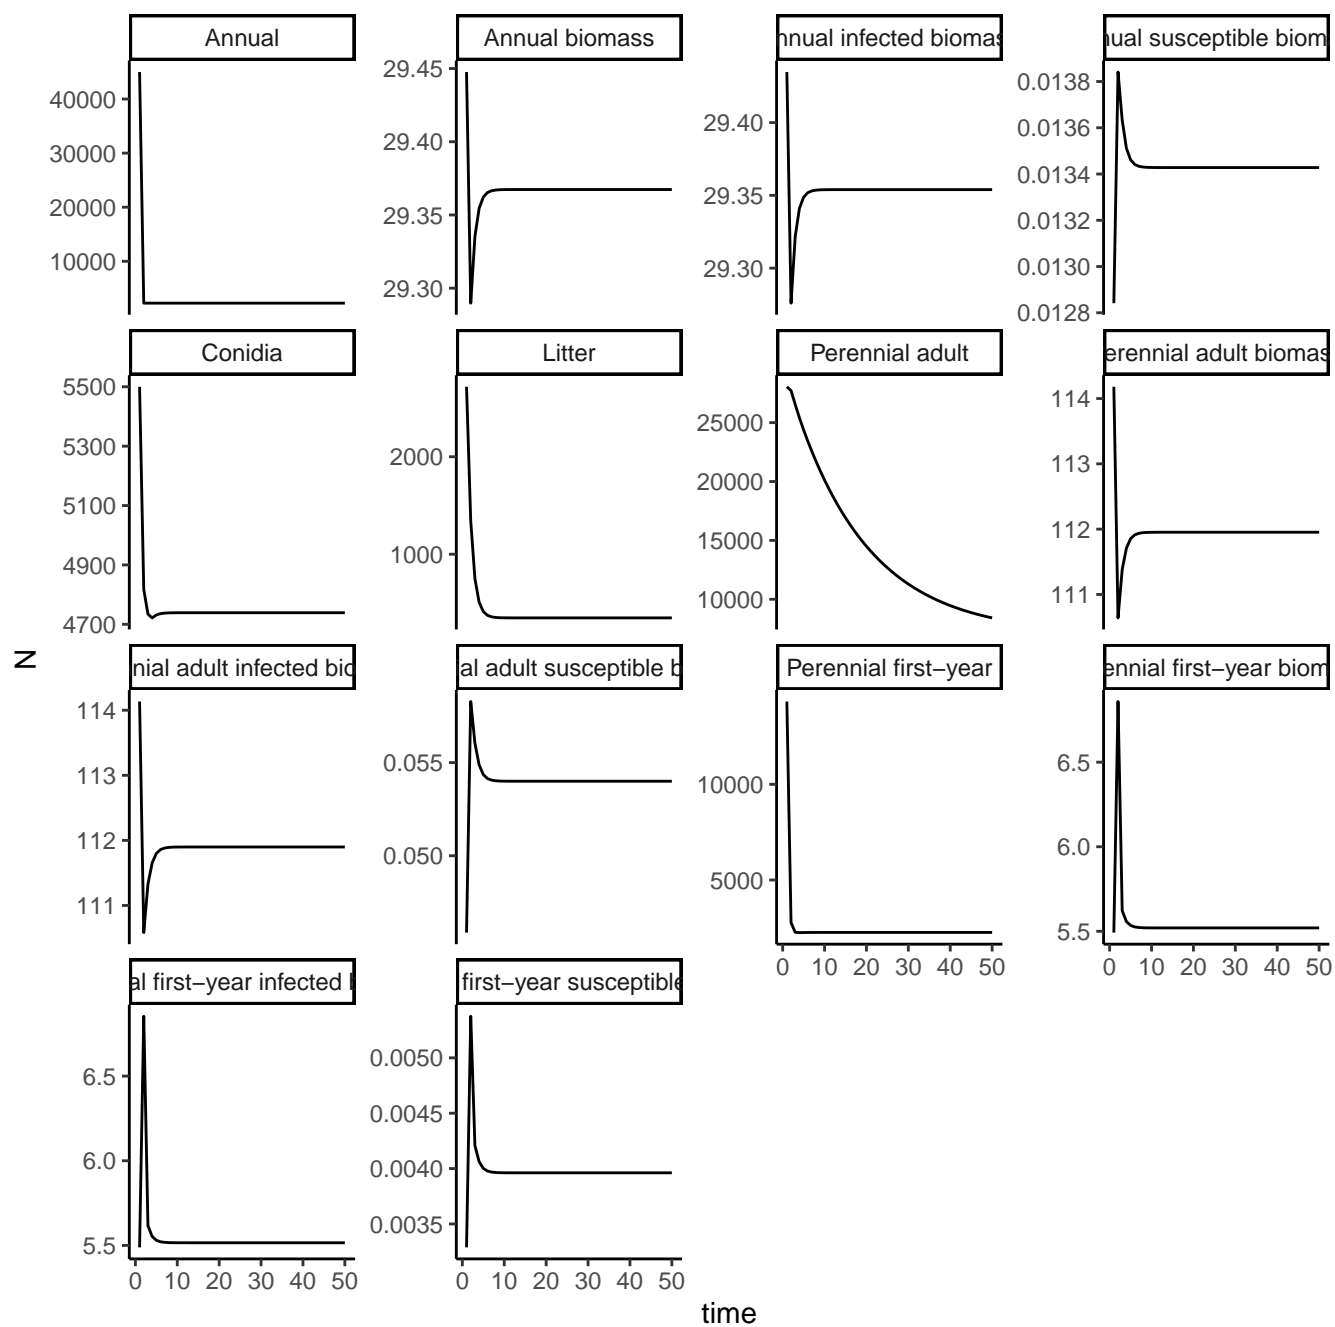 Annual
Annual biomass
nnual infected biomas
nual susceptible biom
40000
30000
20000
10000
29.45
29.40
29.35
29.30
29.40
29.35
29.30
0.0138
0.0136
0.0134
0.0132
0.0130
0.0128
Conidia
Litter
Perennial adult
erennial adult biomas
5500
5300
5100
4900
4700
2000
1000
25000
20000
15000
10000
114
113
112
111
N
nial adult infected bio
al adult susceptible b
Perennial first−year
ennial first−year biom
114
113
112
111
0.055
0.050
10000
5000
6.5
6.0
5.5
0 10 20 30 40 50
0 10 20 30 40 50
al first−year infected b
first−year susceptible
6.5
6.0
5.5
0.0050
0.0045
0.0040
0.0035
0 10 20 30 40 50
0 10 20 30 40 50
time